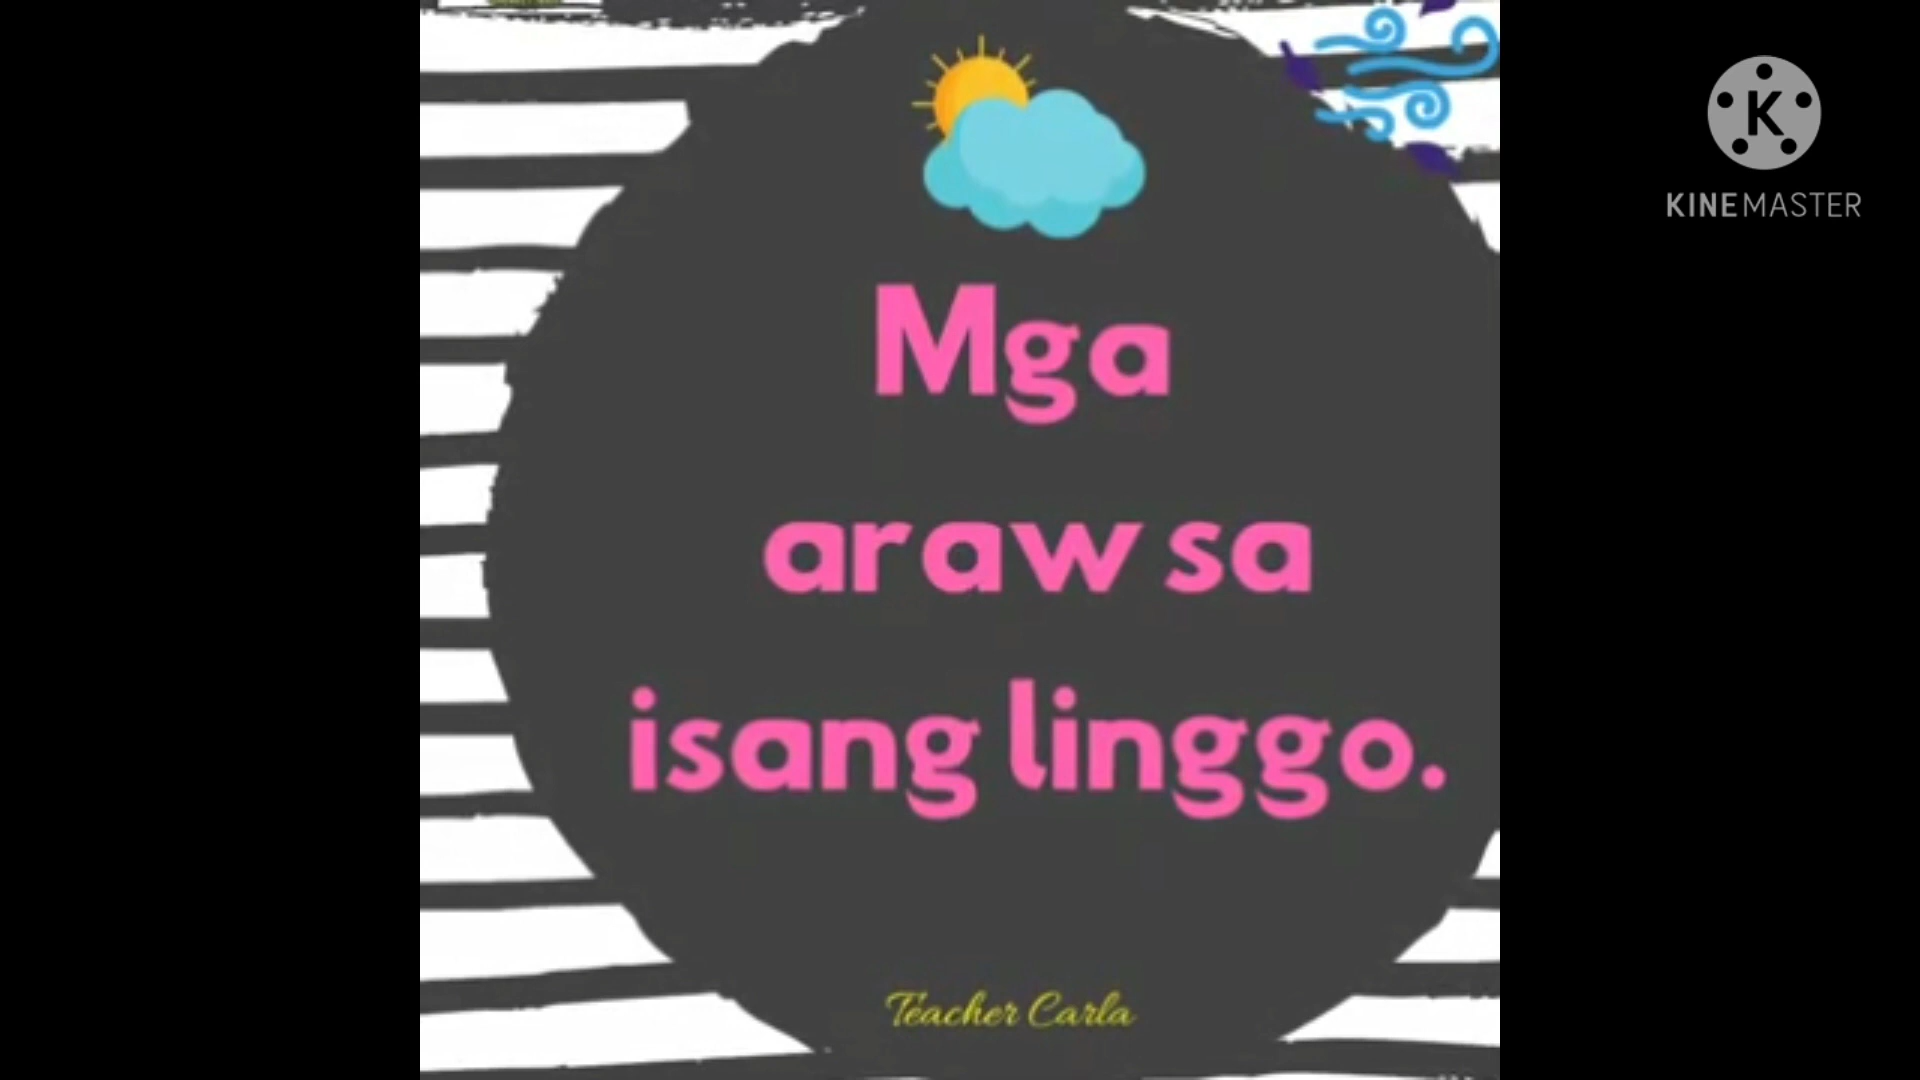 KINEMASTER
Mga
araw sa
isang linggo.
Teacher Carla